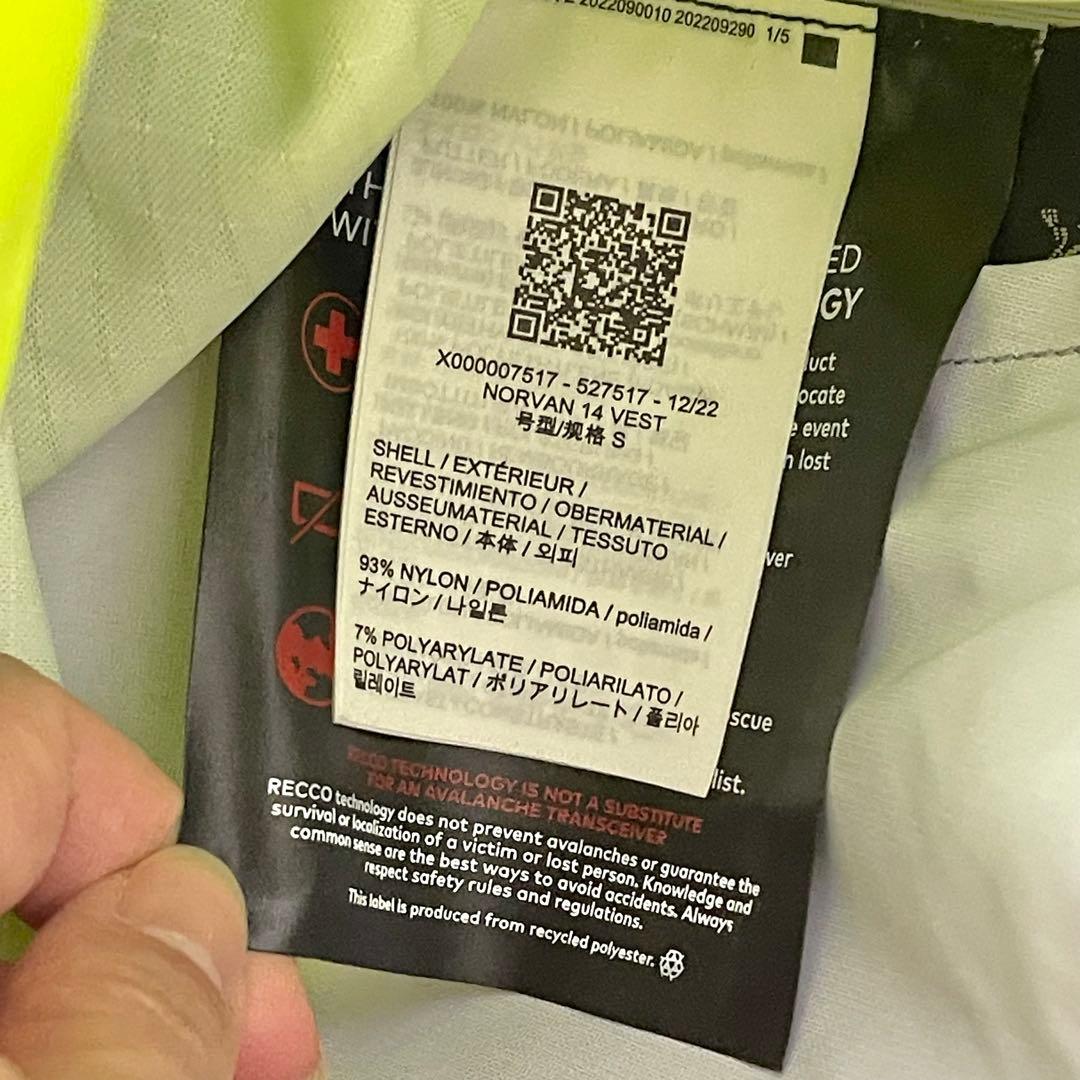 2022090010 202209290 1/5
X000007517 - 527517 - 12/22
NORVAN 14 VEST
号型/规格 S
SHELL / EXTÉRIEUR /
REVESTIMIENTO / OBERMATERIAL /
AUSSEUMATERIAL / TESSUTO
ESTERNO / 本体 / 외피
93% NYLON / POLIAMIDA / poliamida /
ナイロン / 나일론
7% POLYARYLATE / POLIARILATO /
POLYARYLAT / ポリアリレート / 폴리아
릴레이트
WI
ED
GY
uct
ocate
event
lost
ver
scue
list.
RECCO TECHNOLOGY IS NOT A SUBSTITUTE
FOR AN AVALANCHE TRANSCEIVER
RECCO technology does not prevent avalanches or guarantee the
survival or localization of a victim or lost person. Knowledge and
common sense are the best ways to avoid accidents. Always
respect safety rules and regulations.
This label is produced from recycled polyester.